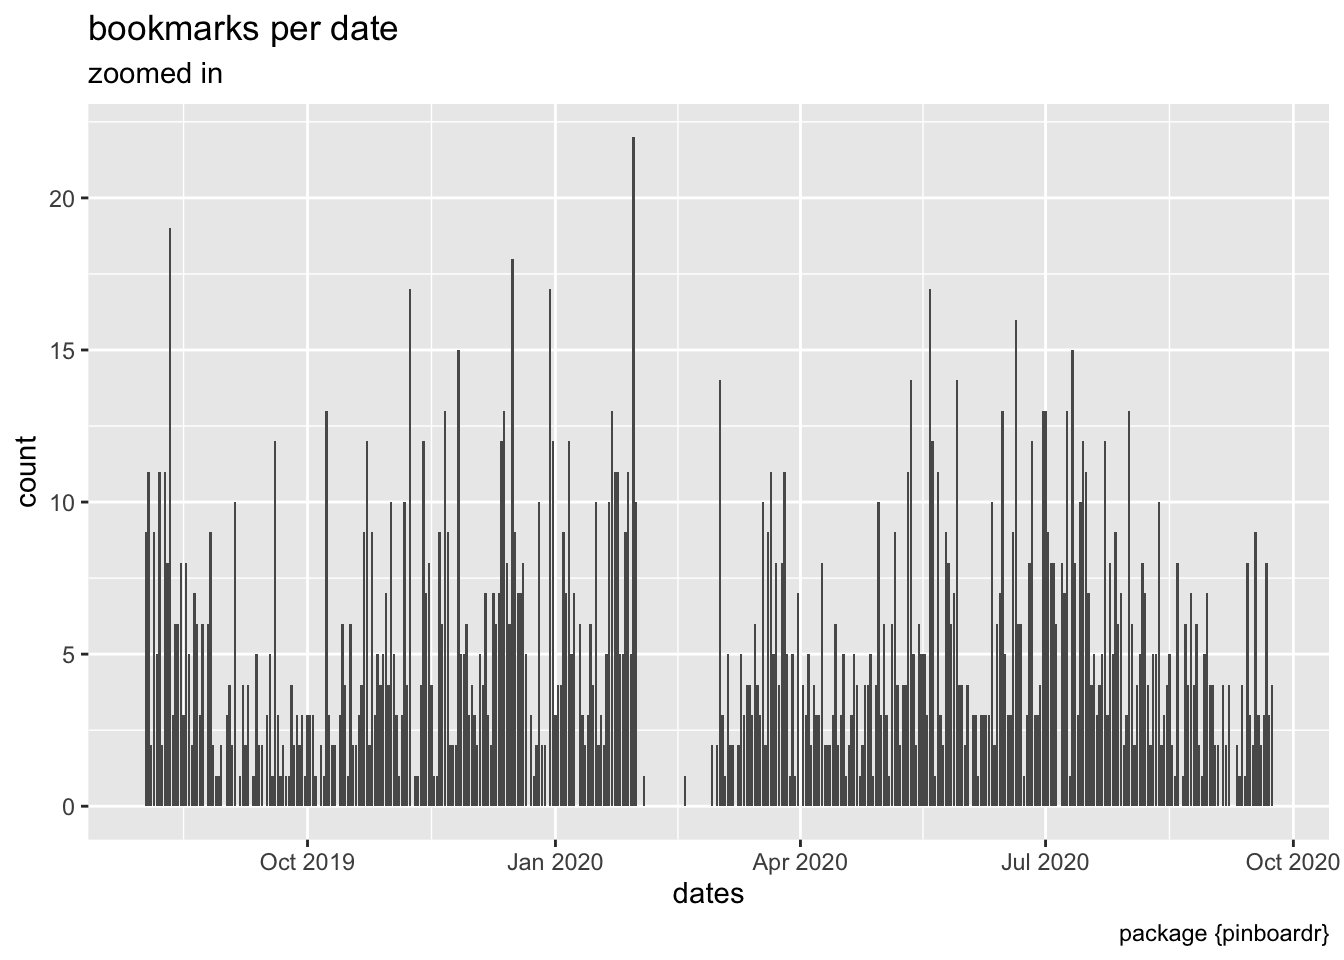 bookmarks per date
zoomed in
20
15
10
5
0
count
Oct 2019 Jan 2020 Apr 2020 Jul 2020 Oct 2020
dates
package {pinboardr}